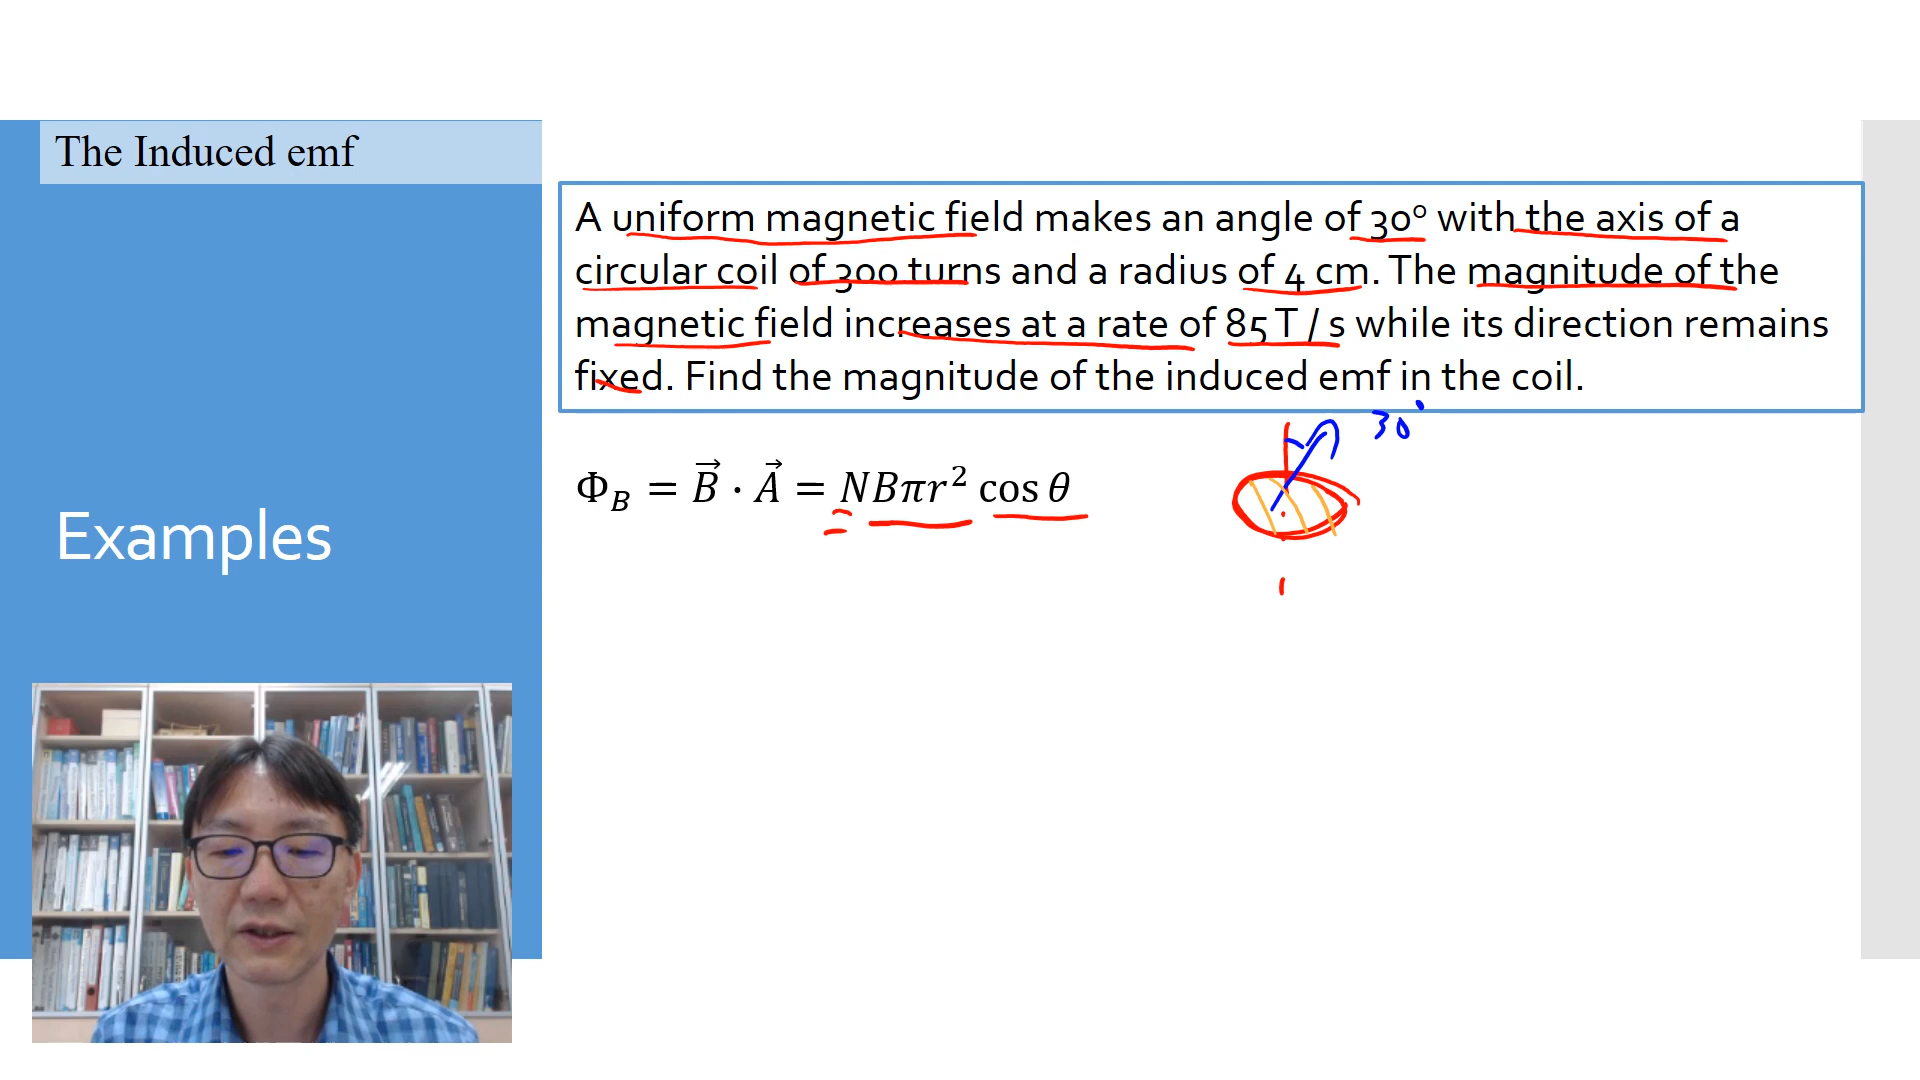 The Induced emf
Examples
A uniform magnetic field makes an angle of 30° with the axis of a
circular coil of 300 turns and a radius of 4 cm. The magnitude of the
magnetic field increases at a rate of 85 T / s while its direction remains
fixed. Find the magnitude of the induced emf in the coil.
30°
Φ_B = B⃗ · A⃗ = NBπr² cos θ